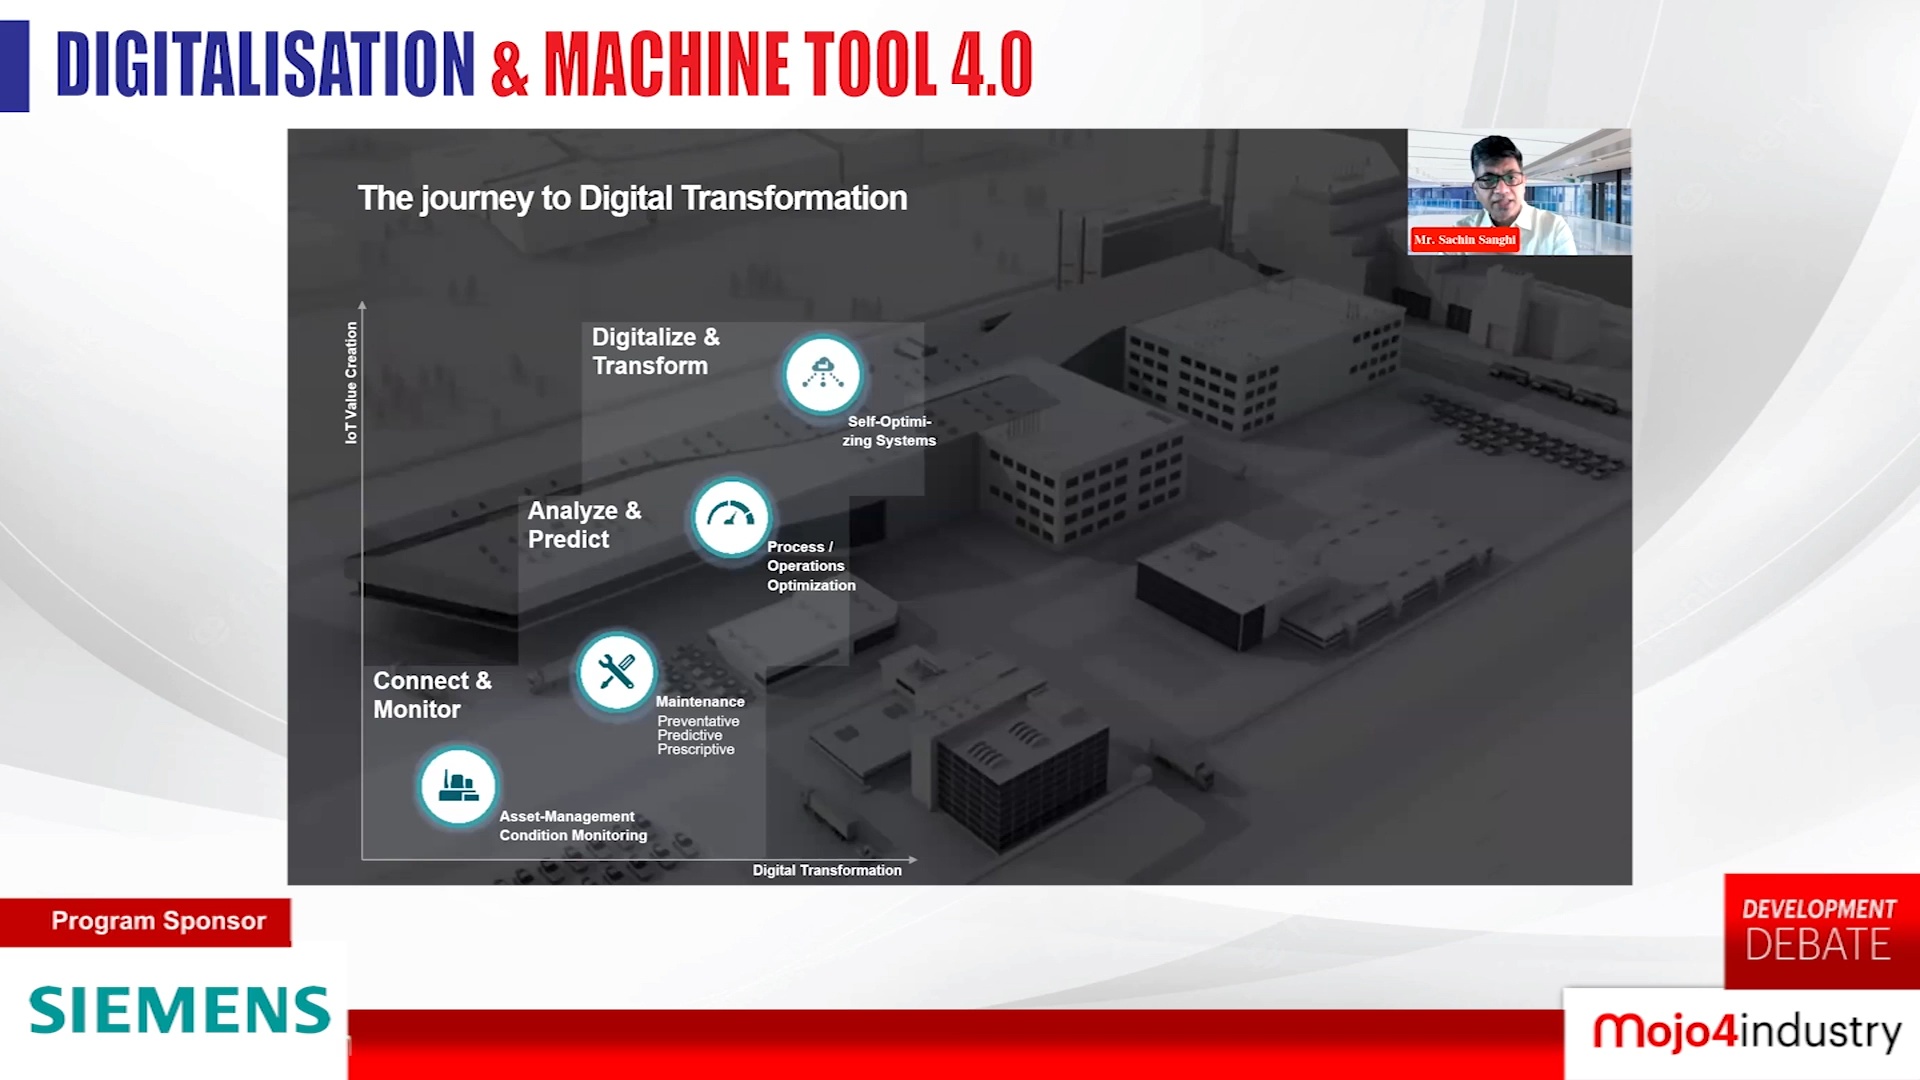 DIGITALISATION & MACHINE TOOL 4.0
The journey to Digital Transformation
Mr. Sachin Sanghi
IoT Value Creation
Digitalize &
Transform
Self-Optimi-
zing Systems
Analyze &
Predict
Process /
Operations
Optimization
Connect &
Monitor
Maintenance
Preventative
Predictive
Prescriptive
Asset-Management
Condition Monitoring
Digital Transformation
Program Sponsor
SIEMENS
DEVELOPMENT
DEBATE
mojo4industry